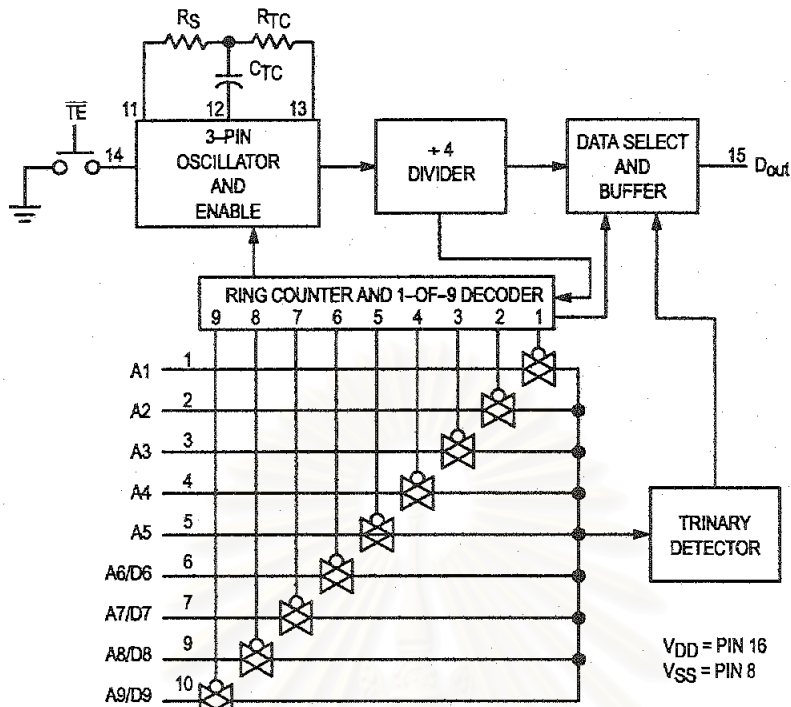 RS RTC
CTC
11 12 13
TE
14
3–PIN
OSCILLATOR
AND
ENABLE
÷ 4
DIVIDER
DATA SELECT
AND
BUFFER
15 Dout
RING COUNTER AND 1–OF–9 DECODER
9 8 7 6 5 4 3 2 1
A1 1
A2 2
A3 3
A4 4
A5 5
A6/D6 6
A7/D7 7
A8/D8 9
A9/D9 10
TRINARY
DETECTOR
VDD = PIN 16
VSS = PIN 8